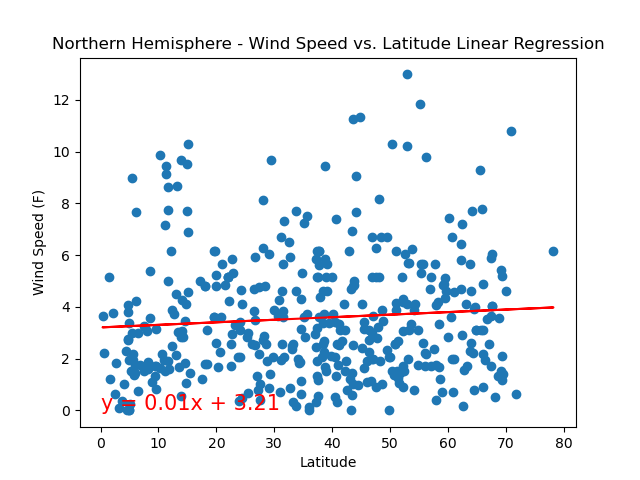 Northern Hemisphere - Wind Speed vs. Latitude Linear Regression
Wind Speed (F)
12
10
8
6
4
2
0
y = 0.01x + 3.21
0 10 20 30 40 50 60 70 80
Latitude